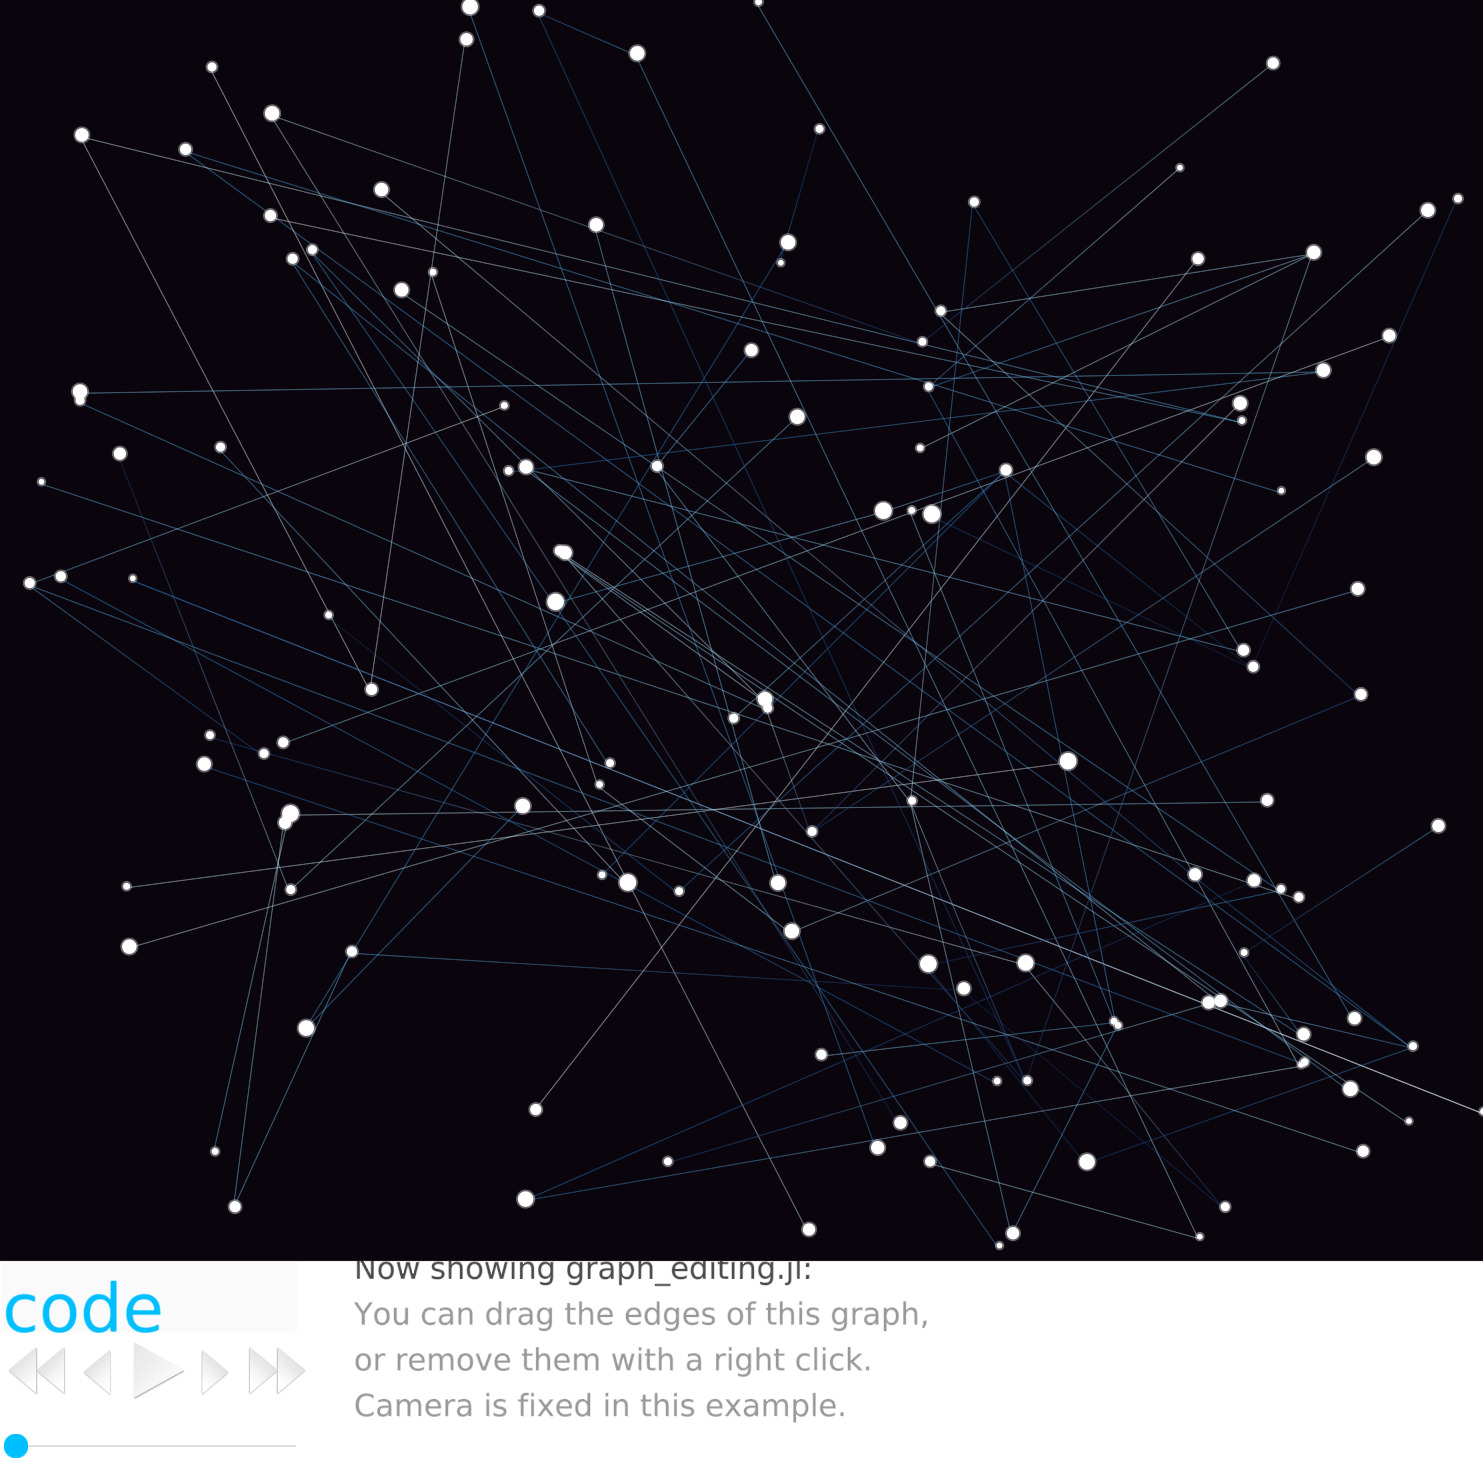 Now showing graph_editing.jl:
code
You can drag the edges of this graph,
or remove them with a right click.
Camera is fixed in this example.